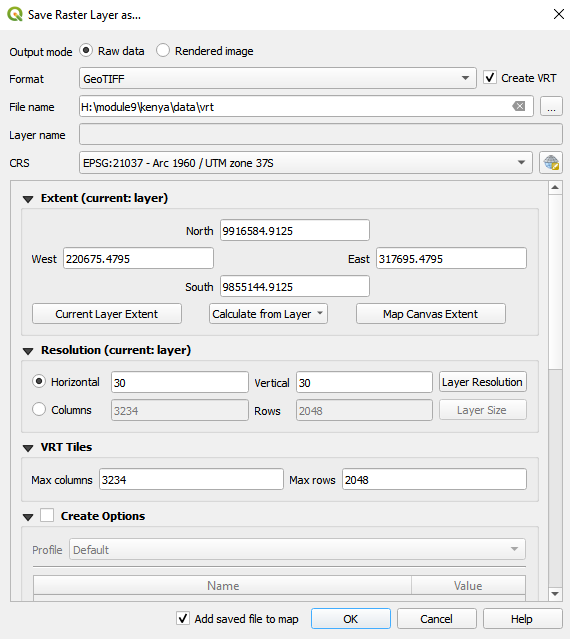 Save Raster Layer as...
Output mode Raw data Rendered image
Format GeoTIFF Create VRT
File name H:\module9\kenya\data\vrt ...
Layer name
CRS EPSG:21037 - Arc 1960 / UTM zone 37S
Extent (current: layer)
North 9916584.9125
West 220675.4795 East 317695.4795
South 9855144.9125
Current Layer Extent Calculate from Layer Map Canvas Extent
Resolution (current: layer)
Horizontal 30 Vertical 30 Layer Resolution
Columns 3234 Rows 2048 Layer Size
VRT Tiles
Max columns 3234 Max rows 2048
Create Options
Profile Default
Name Value
Add saved file to map OK Cancel Help